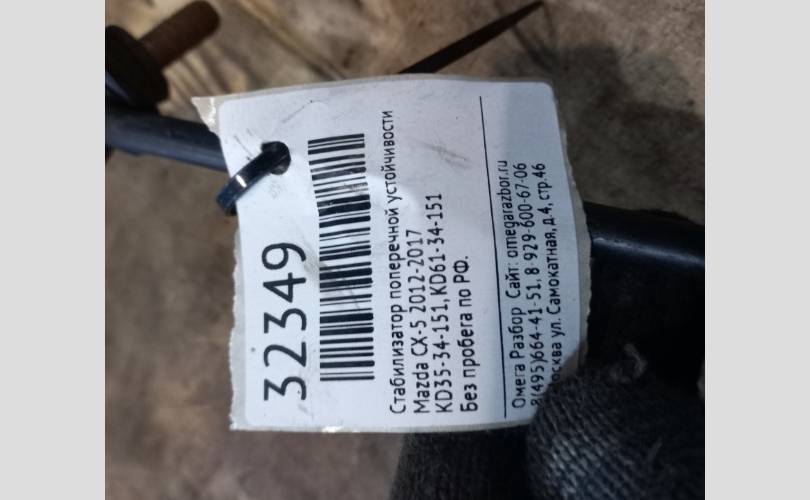 32349
Стабилизатор поперечной устойчивости
Mazda CX-5 2012-2017
KD35-34-151, KD61-34-151
Без пробега по РФ.
Омега Разбор Сайт: omegarazbor.ru
8(495)664-41-51, 8-929-600-67-06
Москва ул. Самокатная, д.4, стр.46